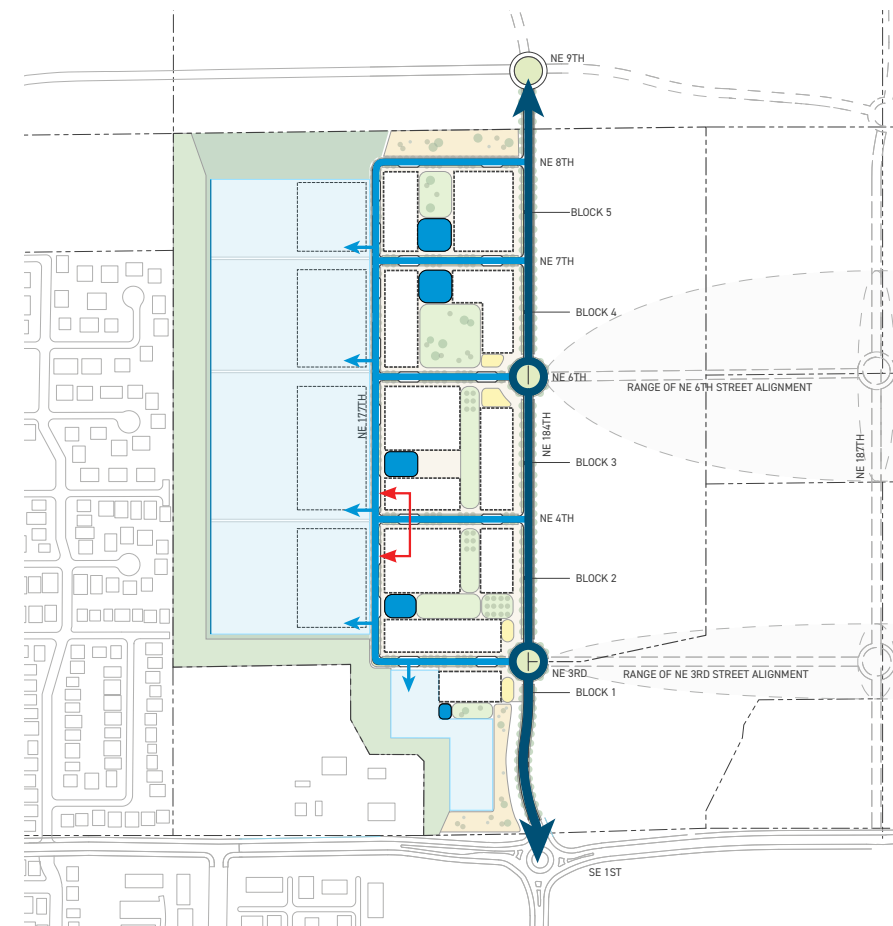 NE 9TH
NE 8TH
BLOCK 5
NE 7TH
BLOCK 4
NE 6TH
RANGE OF NE 6TH STREET ALIGNMENT
NE 177TH
NE 184TH
NE 187TH
BLOCK 3
NE 4TH
BLOCK 2
NE 3RD
RANGE OF NE 3RD STREET ALIGNMENT
BLOCK 1
SE 1ST